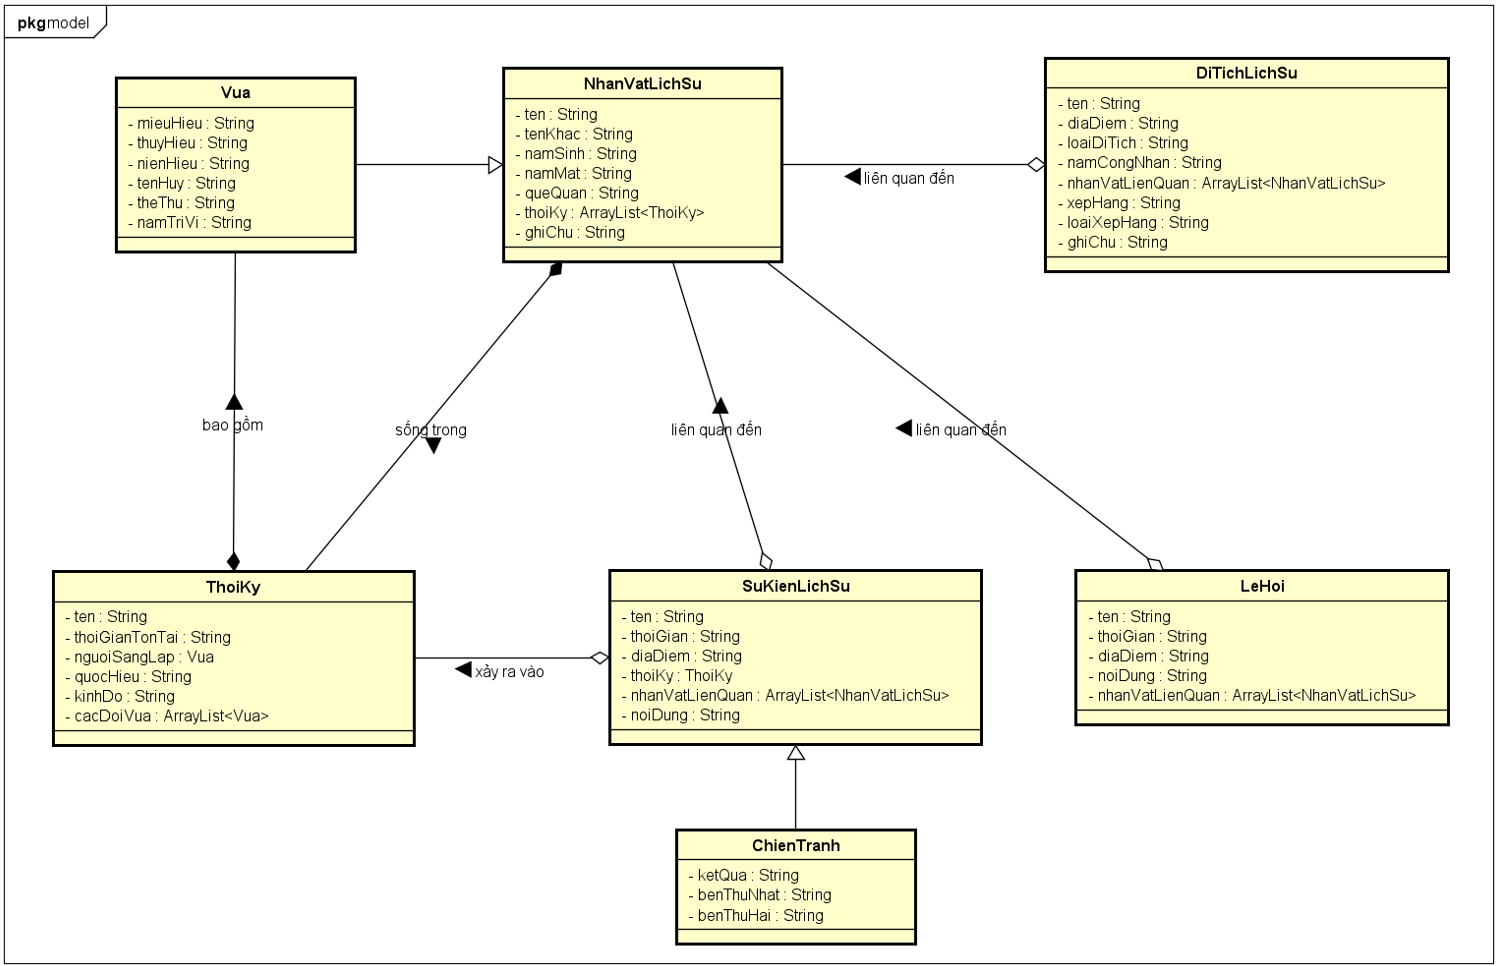 pkg model
Vua
- mieuHieu : String
- thuyHieu : String
- nienHieu : String
- tenHuy : String
- theThu : String
- namTriVi : String
NhanVatLichSu
- ten : String
- tenKhac : String
- namSinh : String
- namMat : String
- queQuan : String
- thoiKy : ArrayList<ThoiKy>
- ghiChu : String
DiTichLichSu
- ten : String
- diaDiem : String
- loaiDiTich : String
- namCongNhan : String
- nhanVatLienQuan : ArrayList<NhanVatLichSu>
- xepHang : String
- loaiXepHang : String
- ghiChu : String
liên quan đến
bao gồm
sống trong
liên quan đến
liên quan đến
ThoiKy
- ten : String
- thoiGianTonTai : String
- nguoiSangLap : Vua
- quocHieu : String
- kinhDo : String
- cacDoiVua : ArrayList<Vua>
xảy ra vào
SuKienLichSu
- ten : String
- thoiGian : String
- diaDiem : String
- thoiKy : ThoiKy
- nhanVatLienQuan : ArrayList<NhanVatLichSu>
- noiDung : String
LeHoi
- ten : String
- thoiGian : String
- diaDiem : String
- noiDung : String
- nhanVatLienQuan : ArrayList<NhanVatLichSu>
ChienTranh
- ketQua : String
- benThuNhat : String
- benThuHai : String